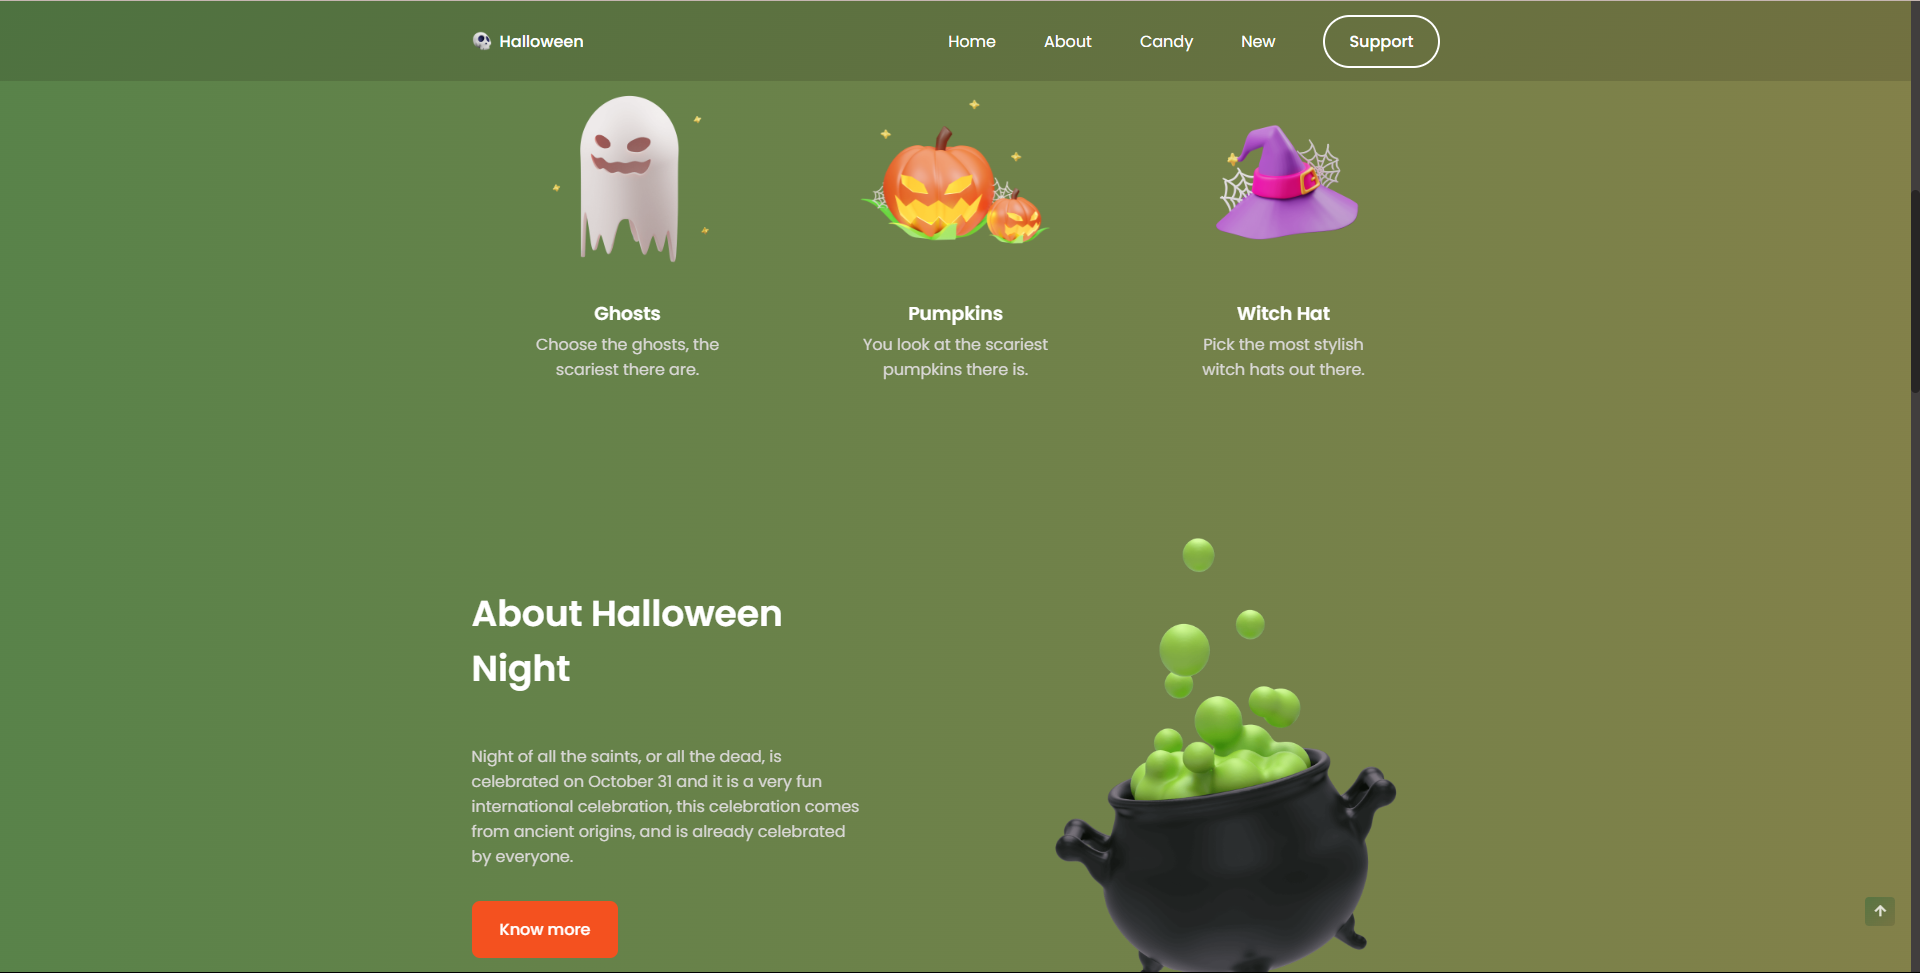 Halloween
Home
About
Candy
New
Support
Ghosts
Choose the ghosts, the
scariest there are.
Pumpkins
You look at the scariest
pumpkins there is.
Witch Hat
Pick the most stylish
witch hats out there.
About Halloween
Night
Night of all the saints, or all the dead, is
celebrated on October 31 and it is a very fun
international celebration, this celebration comes
from ancient origins, and is already celebrated
by everyone.
Know more